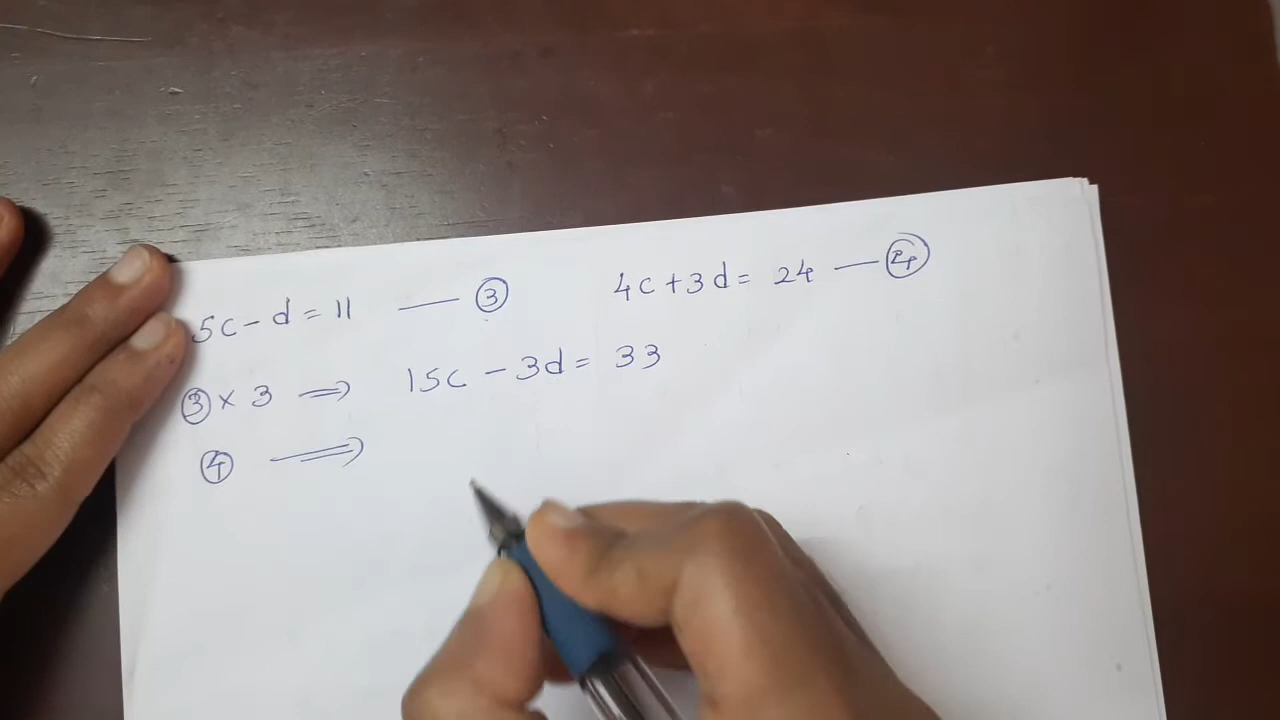 5c - d = 11 — ③ 4c + 3d = 24 — ④
③ × 3 ⇒ 15c - 3d = 33
④ ⇒